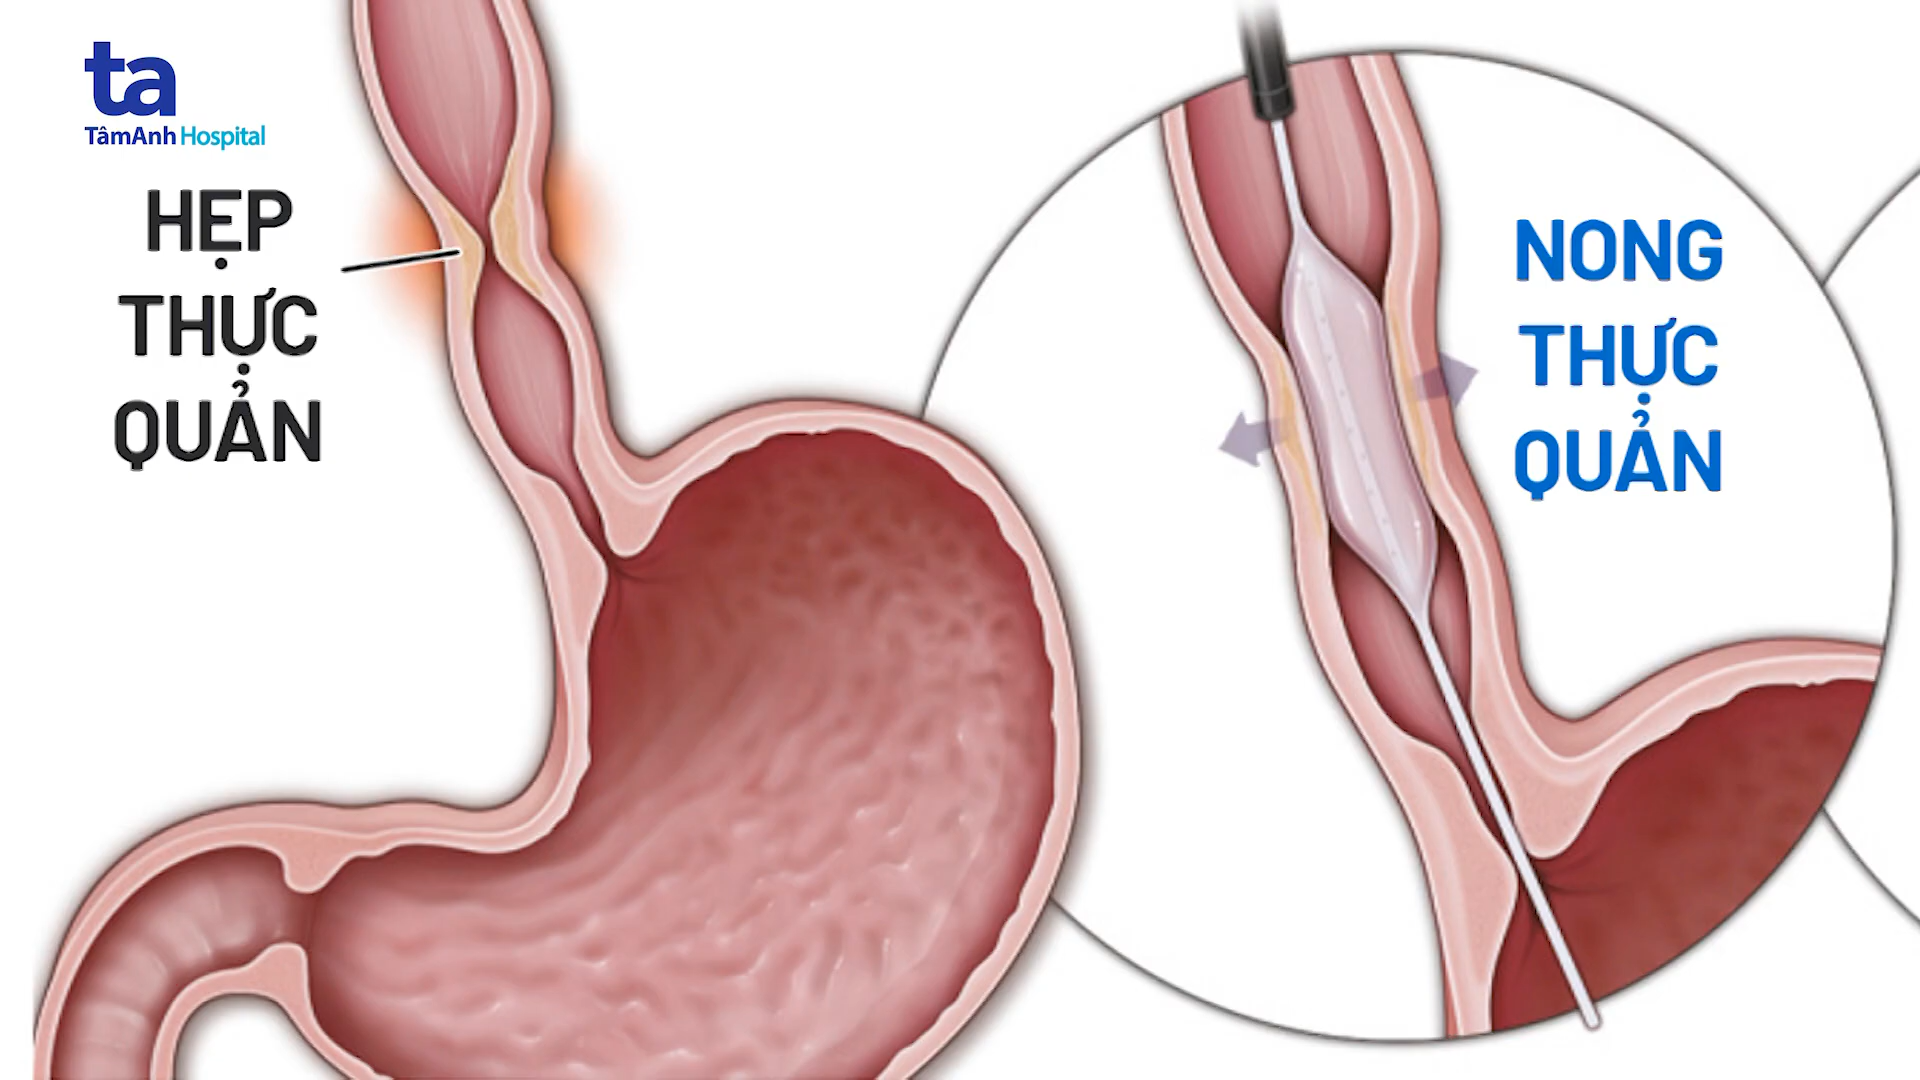 ta
TâmAnh Hospital
HẸP
THỰC
QUẢN
NONG
THỰC
QUẢN